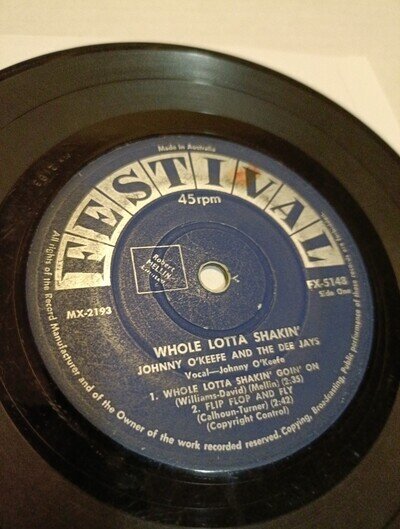 Made in Australia
FESTIVAL
45rpm
Robert
MELLIN
Limited
MX-2193
FX-5148
Side One
WHOLE LOTTA SHAKIN'
JOHNNY O'KEEFE AND THE DEE JAYS
Vocal—Johnny O'Keefe
1. WHOLE LOTTA SHAKIN' GOIN' ON
(Williams-David) (Mellin) (2:35)
2. FLIP FLOP AND FLY
(Calhoun-Turner) (2:42)
(Copyright Control)
All rights of the Record Manufacturer and of the Owner of the work recorded reserved. Copying, Broadcasting, Public performance of these